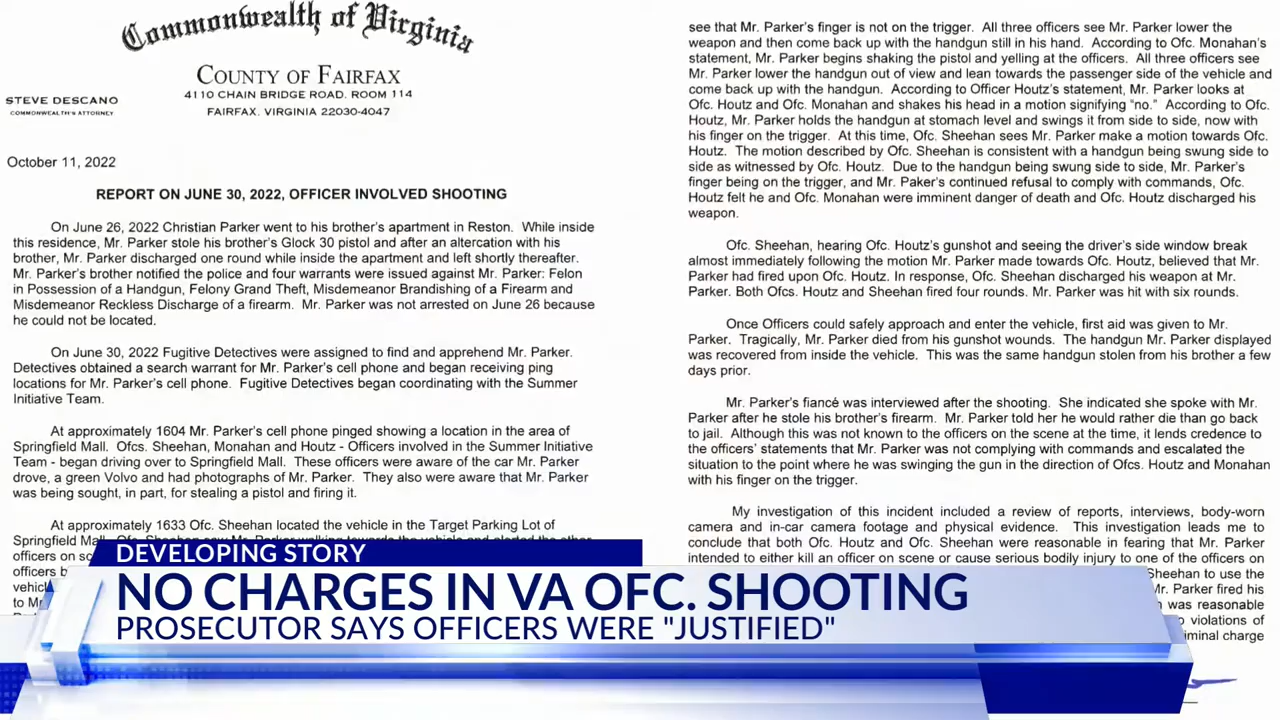 Commonwealth of Virginia
COUNTY OF FAIRFAX
4110 CHAIN BRIDGE ROAD. ROOM 114
FAIRFAX. VIRGINIA 22030-4047
STEVE DESCANO
COMMONWEALTH'S ATTORNEY
October 11, 2022
REPORT ON JUNE 30, 2022, OFFICER INVOLVED SHOOTING
On June 26, 2022 Christian Parker went to his brother's apartment in Reston. While inside
this residence, Mr. Parker stole his brother's Glock 30 pistol and after an altercation with his
brother, Mr. Parker discharged one round while inside the apartment and left shortly thereafter.
Mr. Parker's brother notified the police and four warrants were issued against Mr. Parker: Felon
in Possession of a Handgun, Felony Grand Theft, Misdemeanor Brandishing of a Firearm and
Misdemeanor Reckless Discharge of a firearm. Mr. Parker was not arrested on June 26 because
he could not be located.
On June 30, 2022 Fugitive Detectives were assigned to find and apprehend Mr. Parker.
Detectives obtained a search warrant for Mr. Parker's cell phone and began receiving ping
locations for Mr. Parker's cell phone. Fugitive Detectives began coordinating with the Summer
Initiative Team.
At approximately 1604 Mr. Parker's cell phone pinged showing a location in the area of
Springfield Mall. Ofcs. Sheehan, Monahan and Houtz - Officers involved in the Summer Initiative
Team - began driving over to Springfield Mall. These officers were aware of the car Mr. Parker
drove, a green Volvo and had photographs of Mr. Parker. They also were aware that Mr. Parker
was being sought, in part, for stealing a pistol and firing it.
At approximately 1633 Ofc. Sheehan located the vehicle in the Target Parking Lot of
Springfield Mall.
officers on
officers
to
see that Mr. Parker's finger is not on the trigger. All three officers see Mr. Parker lower the
weapon and then come back up with the handgun still in his hand. According to Ofc. Monahan's
statement, Mr. Parker begins shaking the pistol and yelling at the officers. All three officers see
Mr. Parker lower the handgun out of view and lean towards the passenger side of the vehicle and
come back up with the handgun. According to Officer Houtz's statement, Mr. Parker looks at
Ofc. Houtz and Ofc. Monahan and shakes his head in a motion signifying "no." According to Ofc.
Houtz, Mr. Parker holds the handgun at stomach level and swings it from side to side, now with
his finger on the trigger. At this time, Ofc. Sheehan sees Mr. Parker make a motion towards Ofc.
Houtz. The motion described by Ofc. Sheehan is consistent with a handgun being swung side to
side as witnessed by Ofc. Houtz. Due to the handgun being swung side to side, Mr. Parker's
finger being on the trigger, and Mr. Paker's continued refusal to comply with commands, Ofc.
Houtz felt he and Ofc. Monahan were imminent danger of death and Ofc. Houtz discharged his
weapon.
Ofc. Sheehan, hearing Ofc. Houtz's gunshot and seeing the driver's side window break
almost immediately following the motion Mr. Parker made towards Ofc. Houtz, believed that Mr.
Parker had fired upon Ofc. Houtz. In response, Ofc. Sheehan discharged his weapon at Mr.
Parker. Both Ofcs. Houtz and Sheehan fired four rounds. Mr. Parker was hit with six rounds.
Once Officers could safely approach and enter the vehicle, first aid was given to Mr.
Parker. Tragically, Mr. Parker died from his gunshot wounds. The handgun Mr. Parker displayed
was recovered from inside the vehicle. This was the same handgun stolen from his brother a few
days prior.
Mr. Parker's fiancé was interviewed after the shooting. She indicated she spoke with Mr.
Parker after he stole his brother's firearm. Mr. Parker told her he would rather die than go back
to jail. Although this was not known to the officers on the scene at the time, it lends credence to
the officers' statements that Mr. Parker was not complying with commands and escalated the
situation to the point where he was swinging the gun in the direction of Ofcs. Houtz and Monahan
with his finger on the trigger.
My investigation of this incident included a review of reports, interviews, body-worn
camera and in-car camera footage and physical evidence. This investigation leads me to
conclude that both Ofc. Houtz and Ofc. Sheehan were reasonable in fearing that Mr. Parker
intended to either kill an officer on scene or cause serious bodily injury to one of the officers on
Sheehan to use the
Mr. Parker fired his
was reasonable
violations of
criminal charge
DEVELOPING STORY
NO CHARGES IN VA OFC. SHOOTING
PROSECUTOR SAYS OFFICERS WERE "JUSTIFIED"